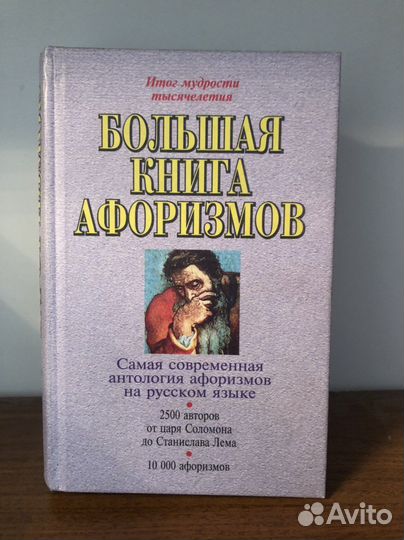 Итог мудрости
тысячелетия
БОЛЬШАЯ
КНИГА
АФОРИЗМОВ
Самая современная
антология афоризмов
на русском языке
2500 авторов
от царя Соломона
до Станислава Лема
10 000 афоризмов
Avito